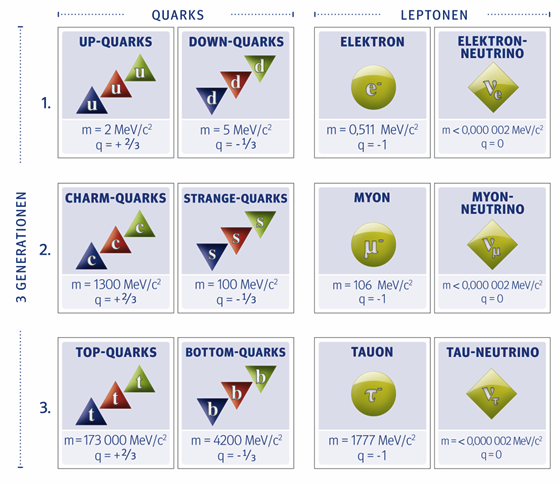 QUARKS
LEPTONEN
3 GENERATIONEN
1.
UP-QUARKS
u u u
m = 2 MeV/c²
q = + 2/3
DOWN-QUARKS
d d d
m = 5 MeV/c²
q = - 1/3
ELEKTRON
e⁻
m = 0,511 MeV/c²
q = -1
ELEKTRON-
NEUTRINO
νe
m < 0,000 002 MeV/c²
q = 0
2.
CHARM-QUARKS
c c c
m = 1300 MeV/c²
q = + 2/3
STRANGE-QUARKS
s s s
m = 100 MeV/c²
q = - 1/3
MYON
μ⁻
m = 106 MeV/c²
q = -1
MYON-
NEUTRINO
νμ
m < 0,000 002 MeV/c²
q = 0
3.
TOP-QUARKS
t t t
m = 173 000 MeV/c²
q = + 2/3
BOTTOM-QUARKS
b b b
m = 4200 MeV/c²
q = - 1/3
TAUON
τ⁻
m = 1777 MeV/c²
q = -1
TAU-NEUTRINO
ντ
m = < 0,000 002 MeV/c²
q = 0